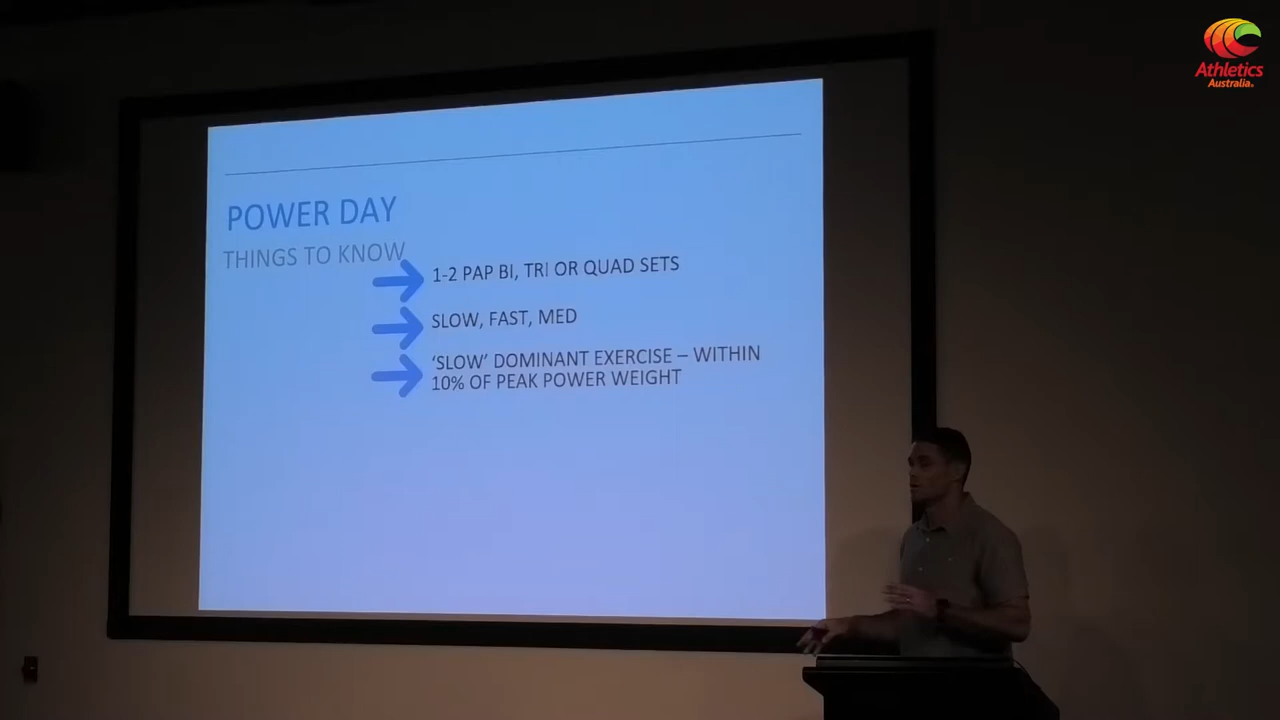 Athletics
Australia
POWER DAY
THINGS TO KNOW
1-2 PAP BI, TRI OR QUAD SETS
SLOW, FAST, MED
‘SLOW’ DOMINANT EXERCISE – WITHIN
10% OF PEAK POWER WEIGHT